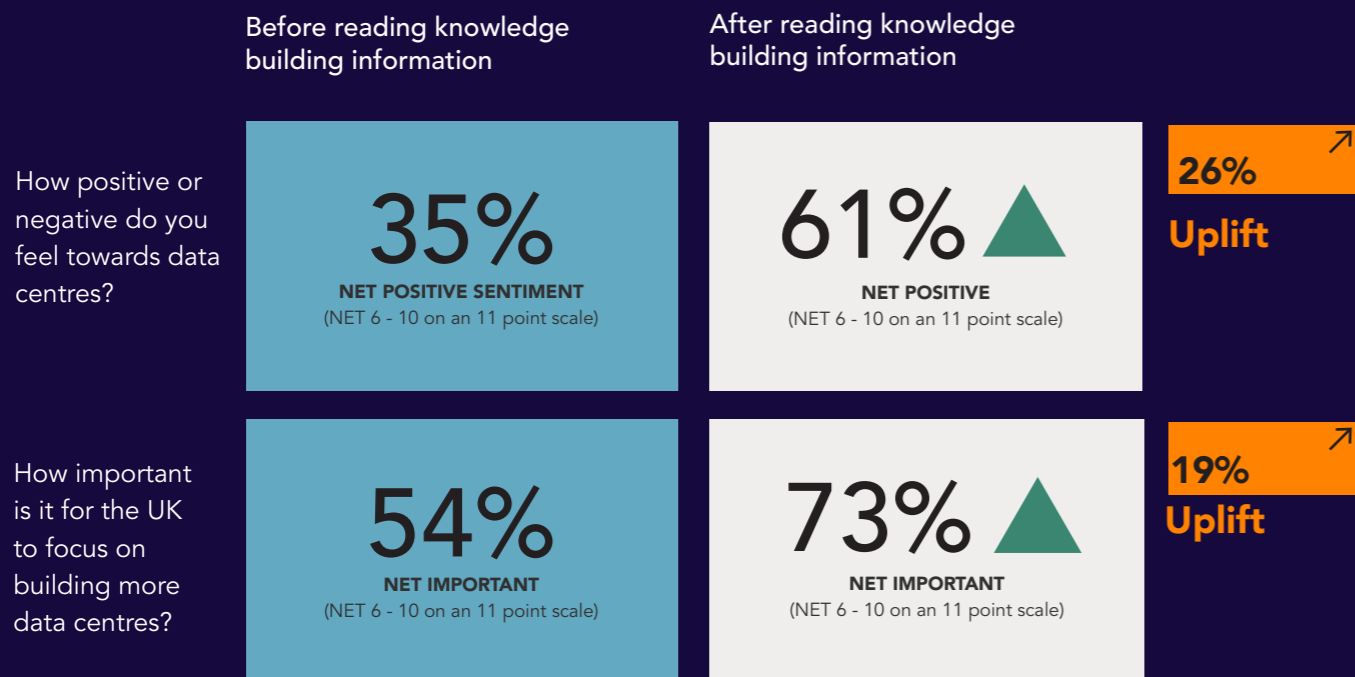 Before reading knowledge
building information
After reading knowledge
building information
How positive or
negative do you
feel towards data
centres?
35%
NET POSITIVE SENTIMENT
(NET 6 - 10 on an 11 point scale)
61%
NET POSITIVE
(NET 6 - 10 on an 11 point scale)
26%
Uplift
How important
is it for the UK
to focus on
building more
data centres?
54%
NET IMPORTANT
(NET 6 - 10 on an 11 point scale)
73%
NET IMPORTANT
(NET 6 - 10 on an 11 point scale)
19%
Uplift